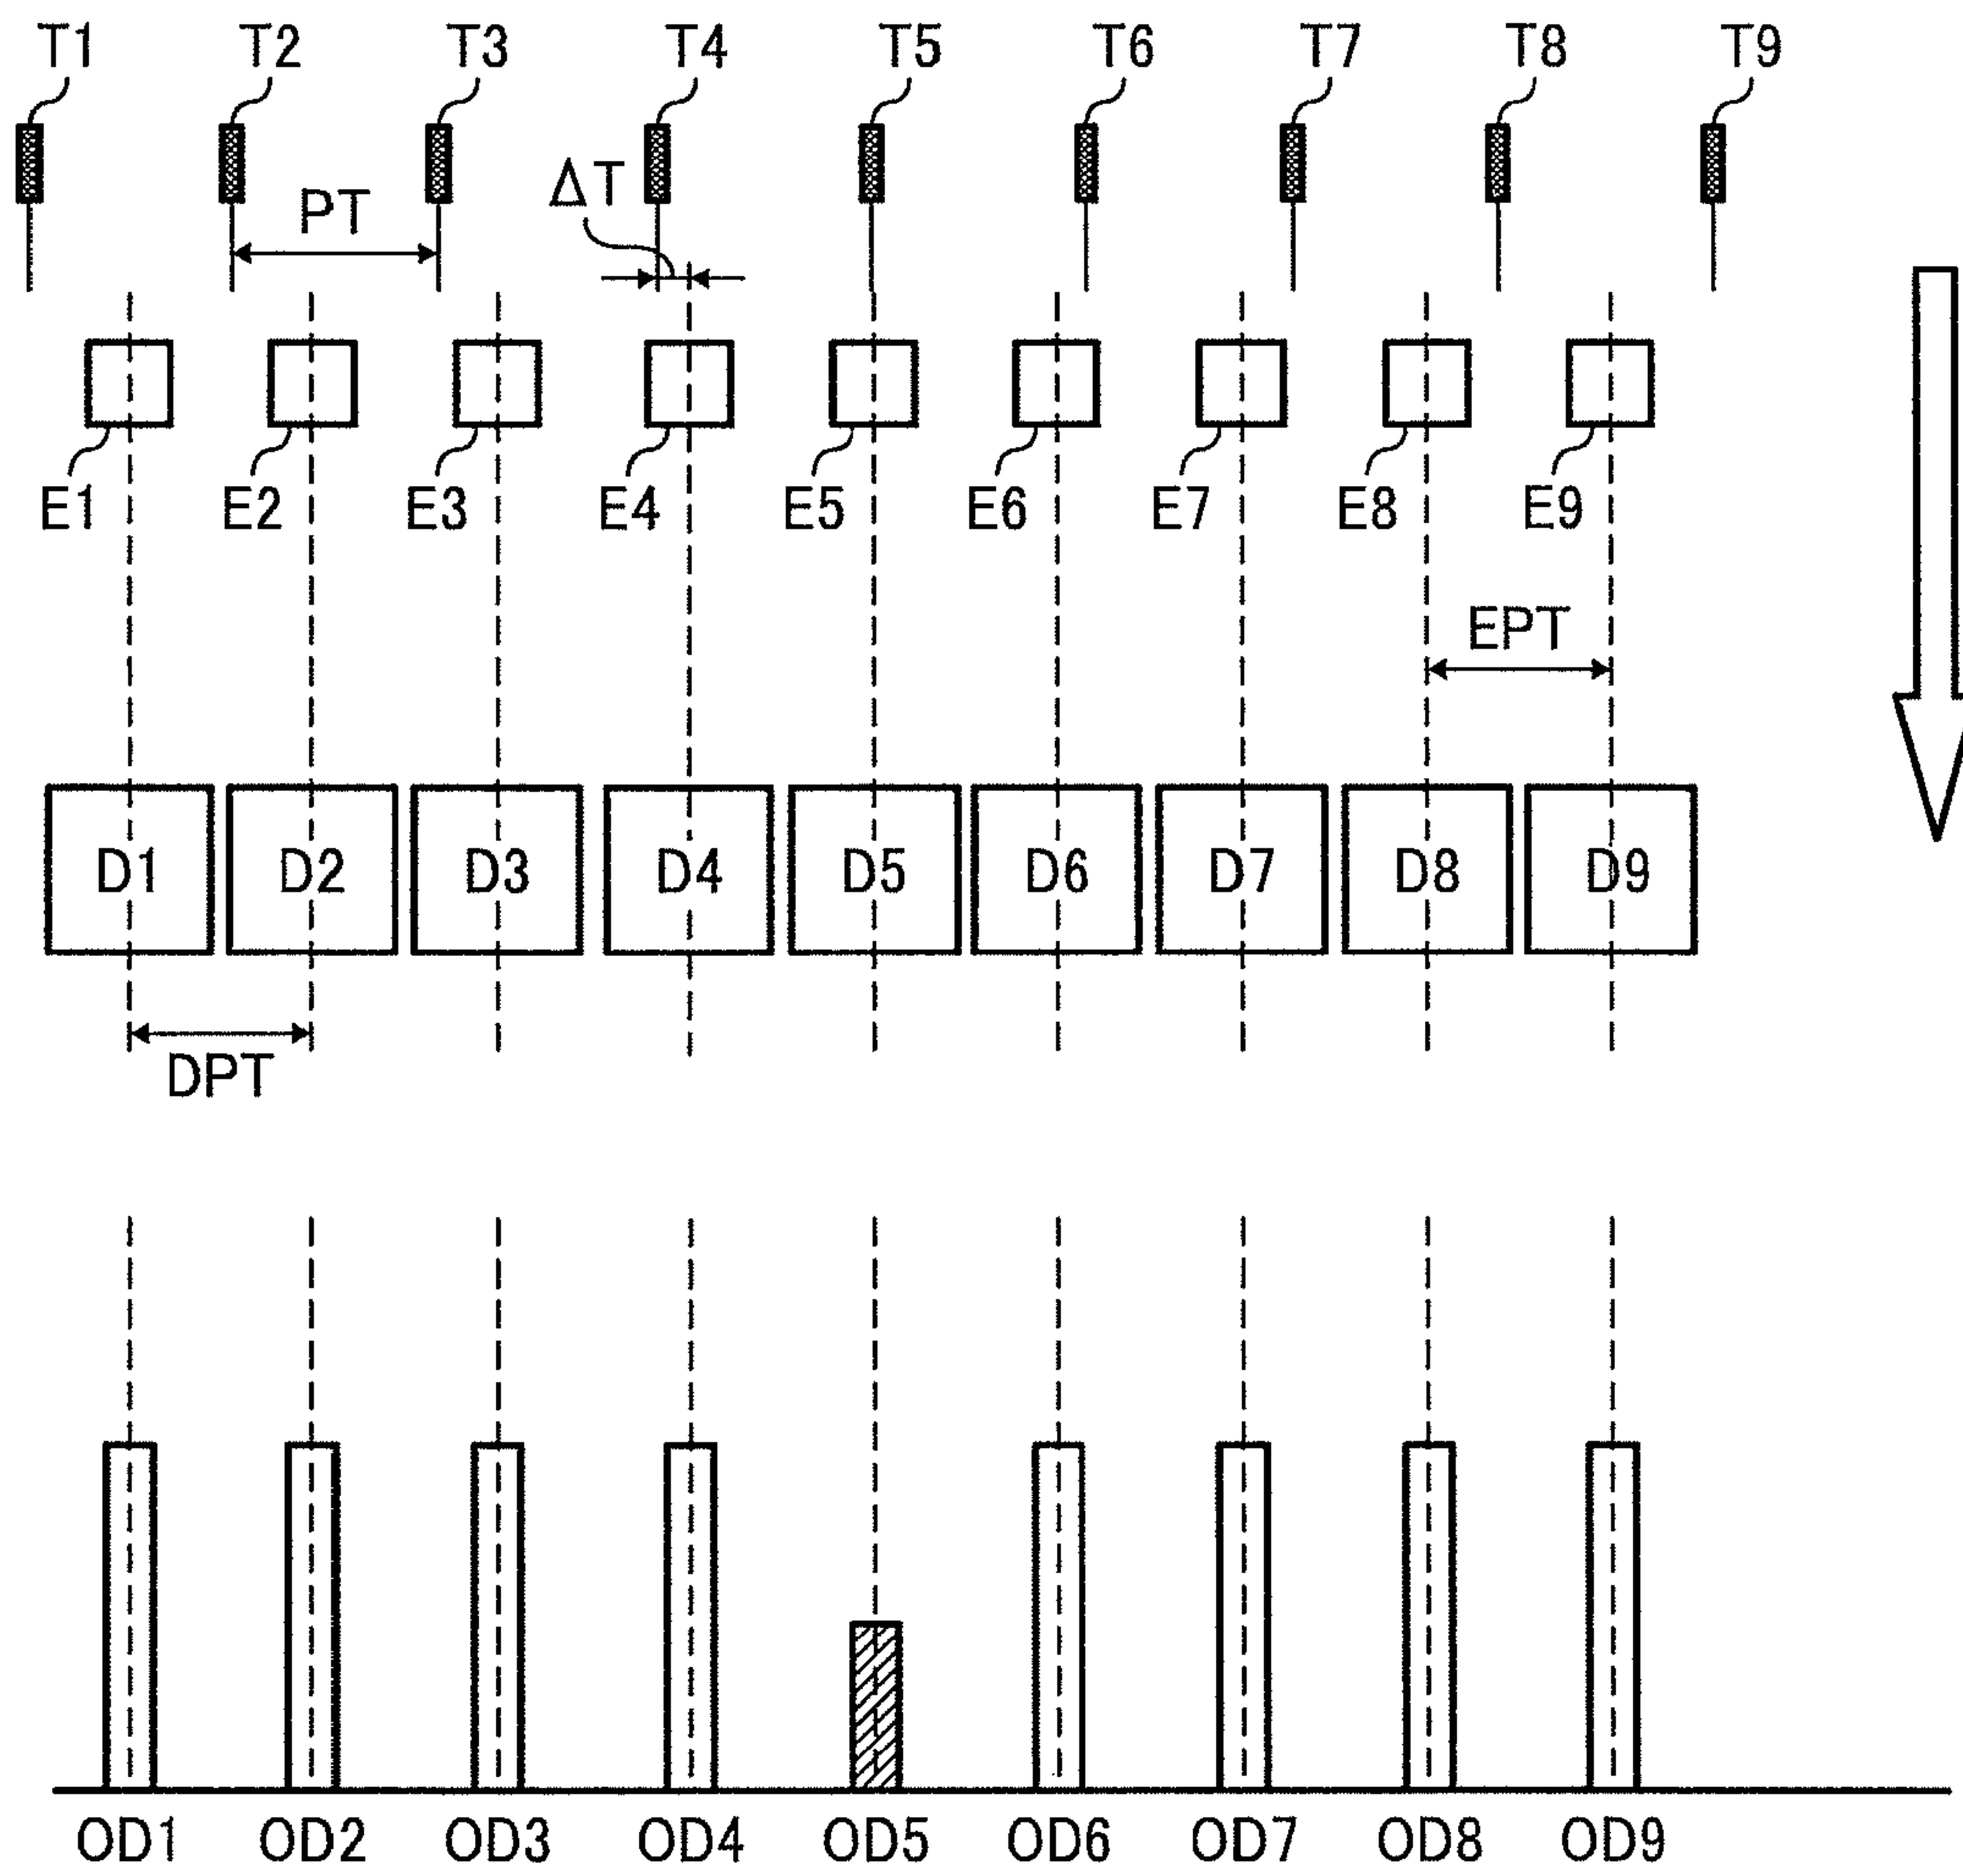 T1 T2 T3 T4 T5 T6 T7 T8 T9
PT ΔT
E1 E2 E3 E4 E5 E6 E7 E8 E9
EPT
D1 D2 D3 D4 D5 D6 D7 D8 D9
DPT
OD1 OD2 OD3 OD4 OD5 OD6 OD7 OD8 OD9